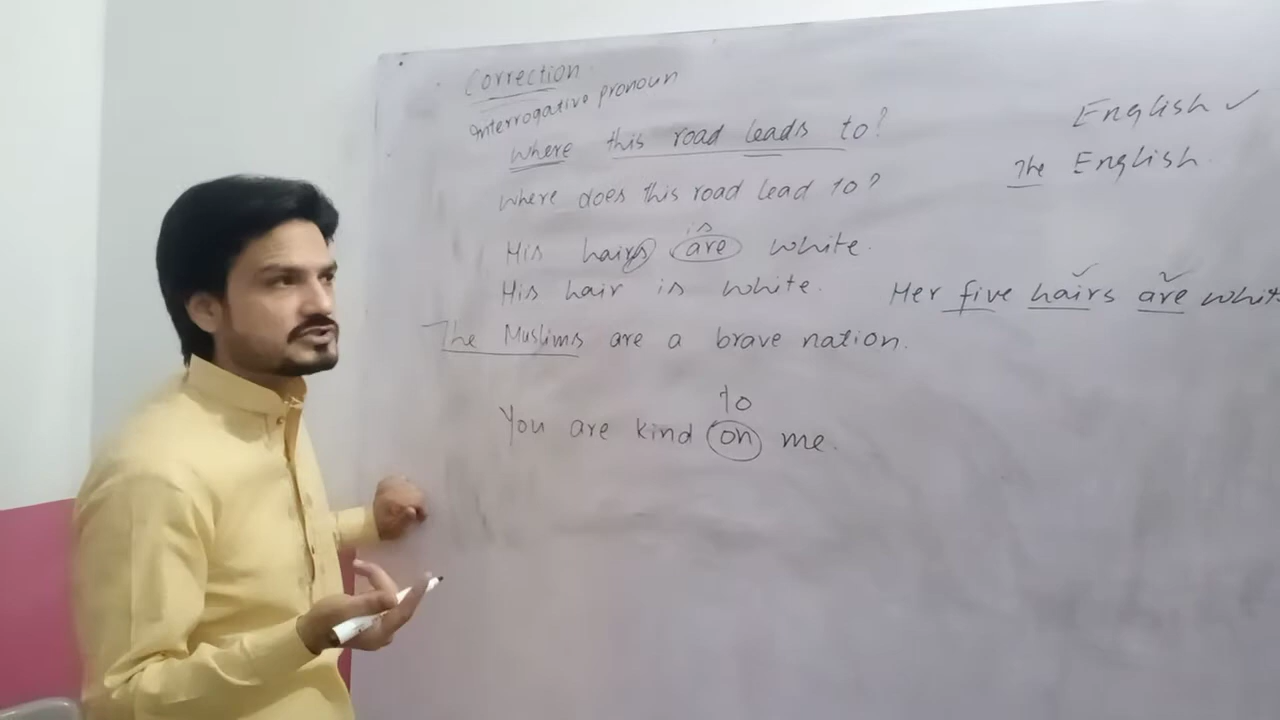 Correction
Interrogative pronoun
Where this road leads to?
Where does this road lead to?
is
His hairs are white.
His hair is white.
The Muslims are a brave nation.
to
You are kind on me.
English ✓
The English
Her five hairs are whit